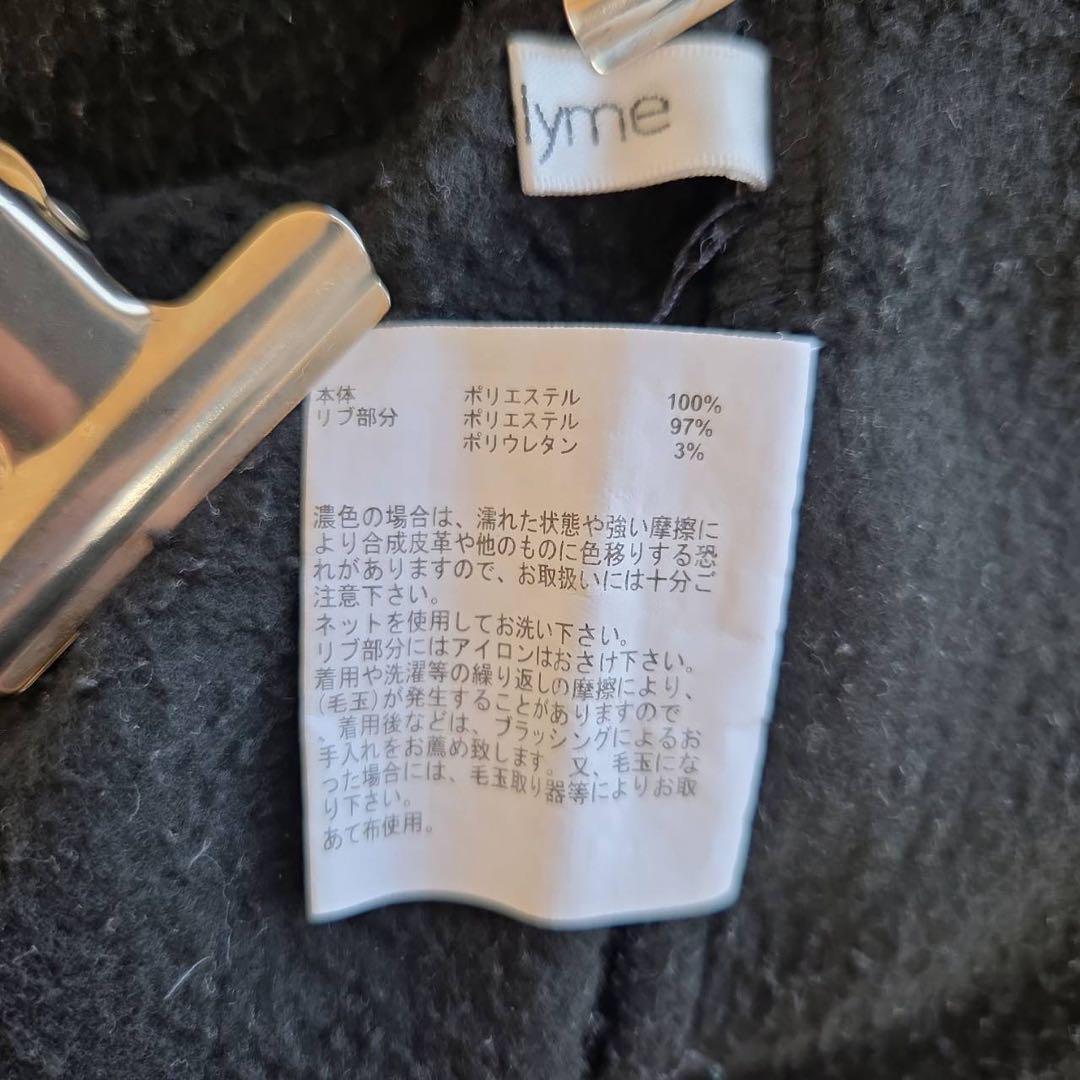 lyme
本体 ポリエステル 100%
リブ部分 ポリエステル 97%
ポリウレタン 3%
濃色の場合は、濡れた状態や強い摩擦に
より合成皮革や他のものに色移りする恐
れがありますので、お取扱いには十分ご
注意下さい。
ネットを使用してお洗い下さい。
リブ部分にはアイロンはおさけ下さい。
着用や洗濯等の繰り返しの摩擦により、
(毛玉)が発生することがありますので
、着用後などは、ブラッシングによるお
手入れをお薦め致します。又、毛玉にな
った場合には、毛玉取り器等によりお取
り下さい。
あて布使用。